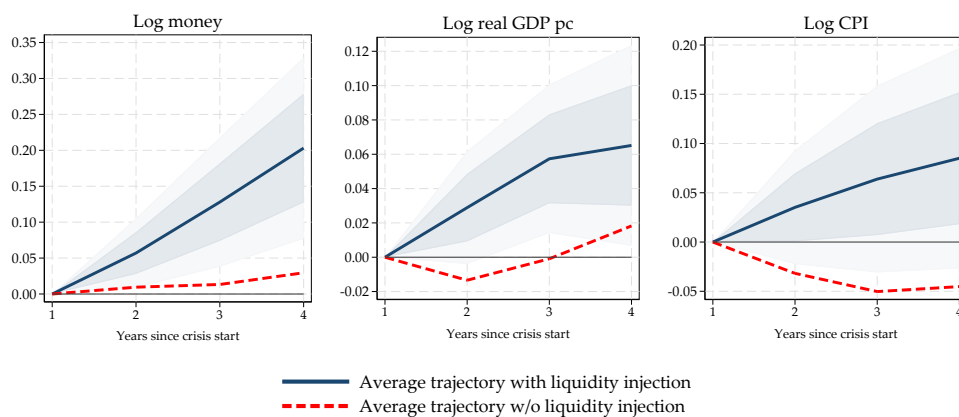 Log money
0.35
0.30
0.25
0.20
0.15
0.10
0.05
0.00
1 2 3 4
Years since crisis start
Log real GDP pc
0.12
0.10
0.08
0.06
0.04
0.02
0.00
-0.02
1 2 3 4
Years since crisis start
Log CPI
0.20
0.15
0.10
0.05
0.00
-0.05
1 2 3 4
Years since crisis start
Average trajectory with liquidity injection
Average trajectory w/o liquidity injection